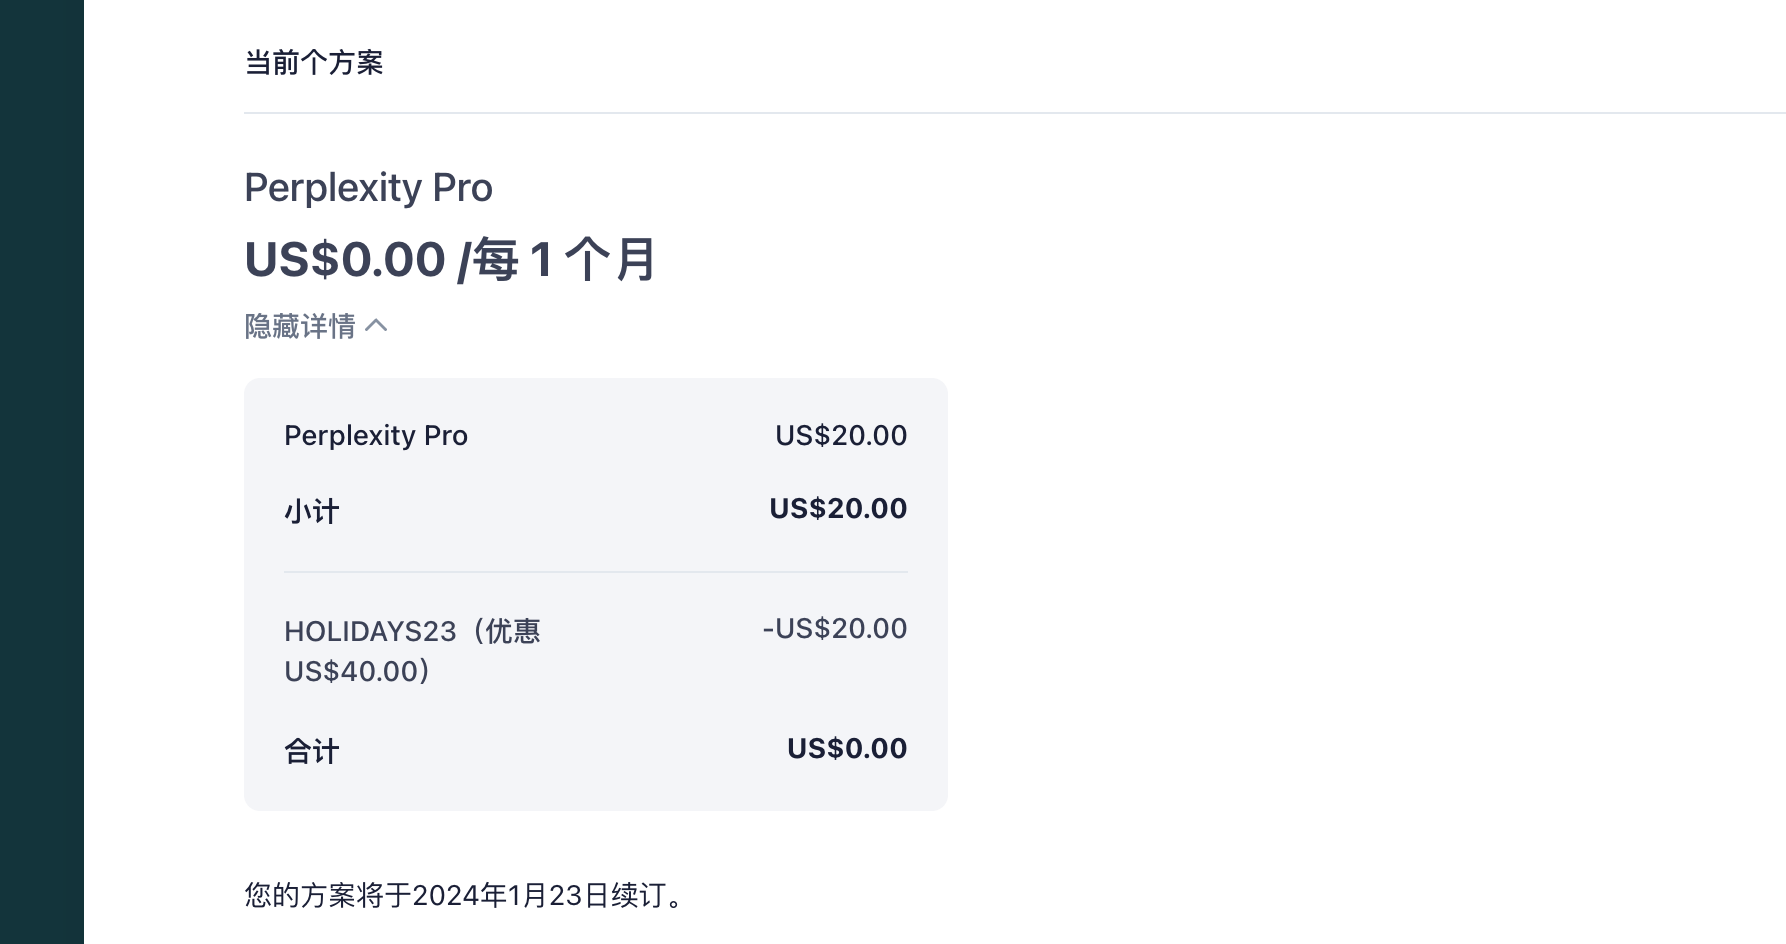 当前个方案
Perplexity Pro
US$0.00 /每 1 个月
隐藏详情
Perplexity Pro US$20.00
小计 US$20.00
HOLIDAYS23（优惠 -US$20.00
US$40.00）
合计 US$0.00
您的方案将于2024年1月23日续订。